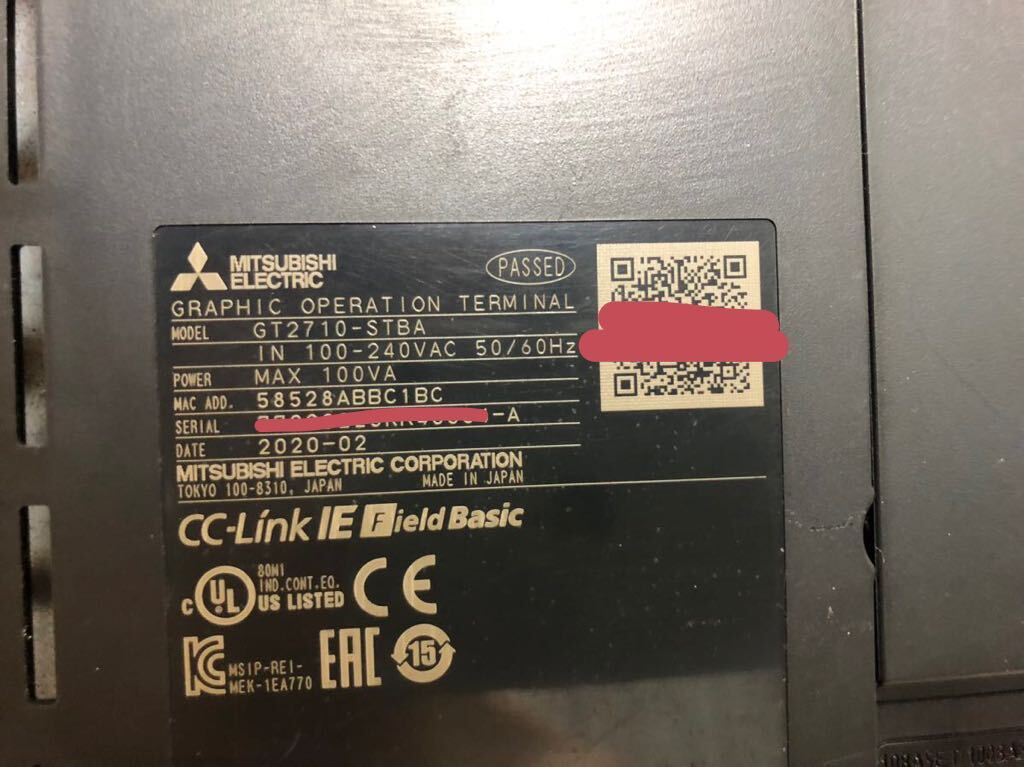 MITSUBISHI
ELECTRIC
PASSED
GRAPHIC OPERATION TERMINAL
MODEL GT2710-STBA
IN 100-240VAC 50/60Hz
POWER MAX 100VA
MAC ADD. 58528ABBC1BC
SERIAL -A
DATE 2020-02
MITSUBISHI ELECTRIC CORPORATION
TOKYO 100-8310, JAPAN MADE IN JAPAN
CC-Link IE Field Basic
80M1
IND.CONT.EQ.
C UL US LISTED
CE
KC MSIP-REI-
MEK-1EA770
EAC
15